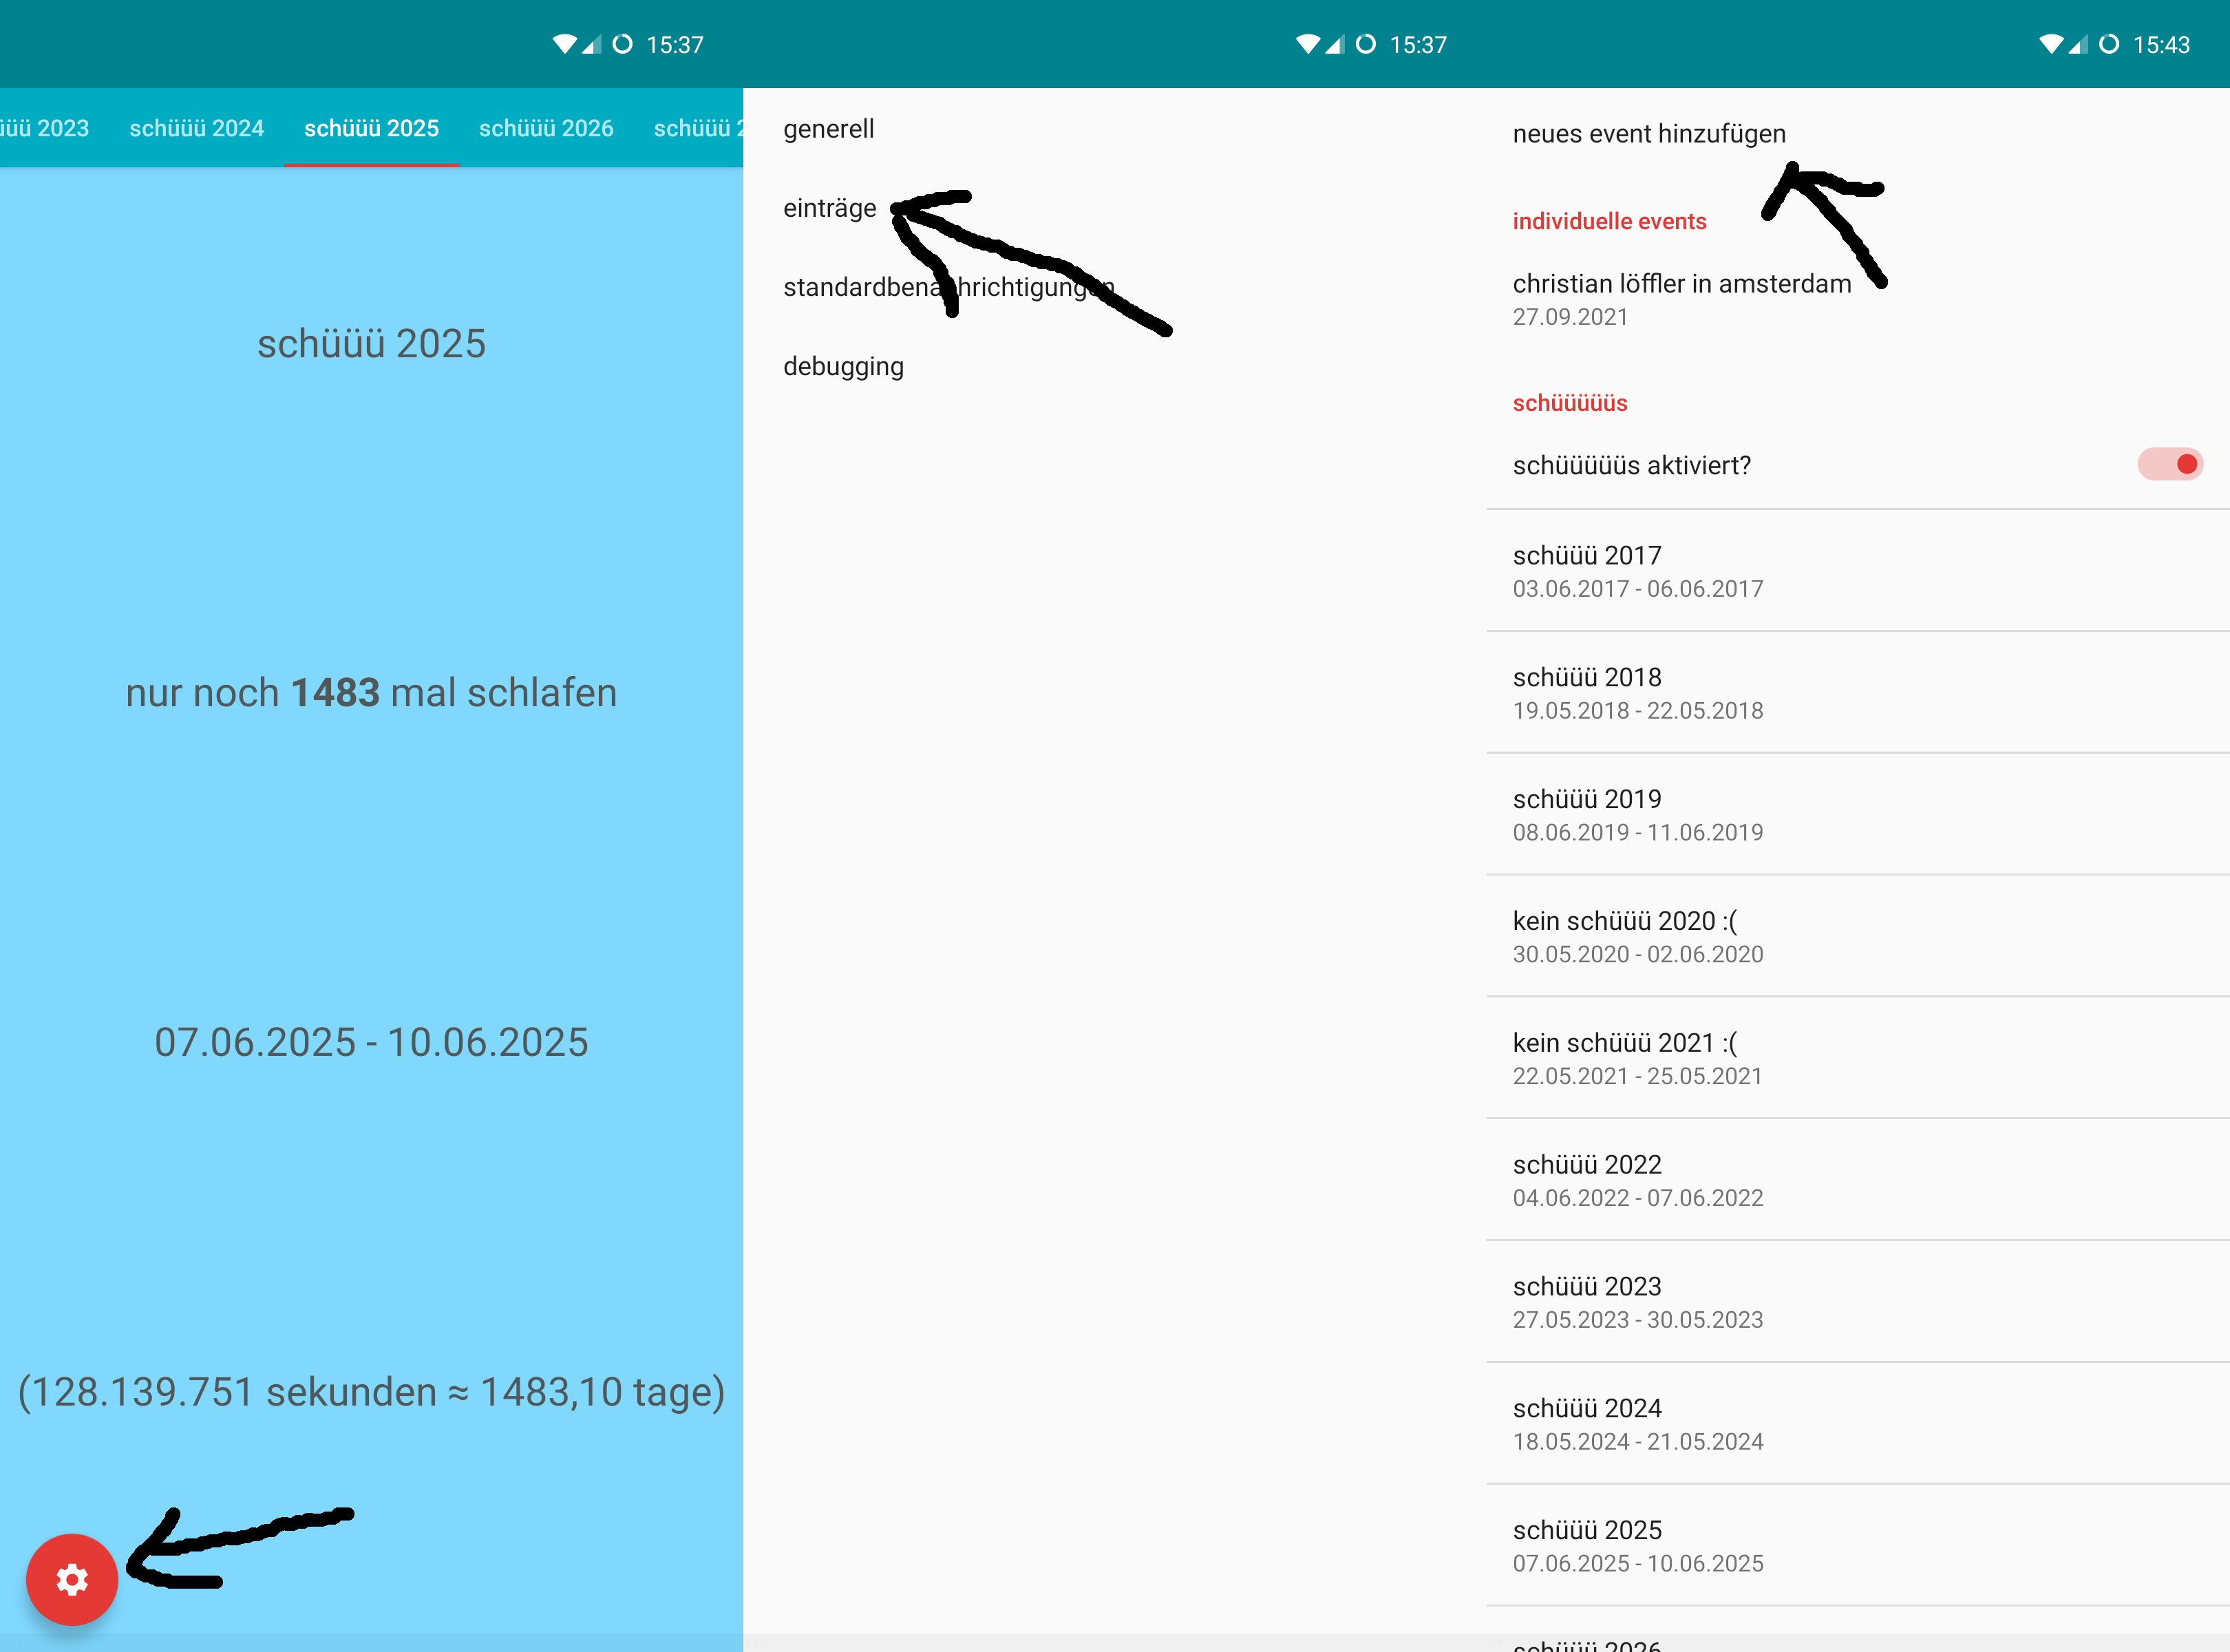 15:37
üü 2023 schüüü 2024 schüüü 2025 schüüü 2026 schüüü 2
schüüü 2025
nur noch 1483 mal schlafen
07.06.2025 - 10.06.2025
(128.139.751 sekunden ≈ 1483,10 tage)
15:37
generell
einträge
standardbenachrichtigungen
debugging
15:43
neues event hinzufügen
individuelle events
christian löffler in amsterdam
27.09.2021
schüüüüüs
schüüüüüs aktiviert?
schüüü 2017
03.06.2017 - 06.06.2017
schüüü 2018
19.05.2018 - 22.05.2018
schüüü 2019
08.06.2019 - 11.06.2019
kein schüüü 2020 :(
30.05.2020 - 02.06.2020
kein schüüü 2021 :(
22.05.2021 - 25.05.2021
schüüü 2022
04.06.2022 - 07.06.2022
schüüü 2023
27.05.2023 - 30.05.2023
schüüü 2024
18.05.2024 - 21.05.2024
schüüü 2025
07.06.2025 - 10.06.2025
schüüü 2026